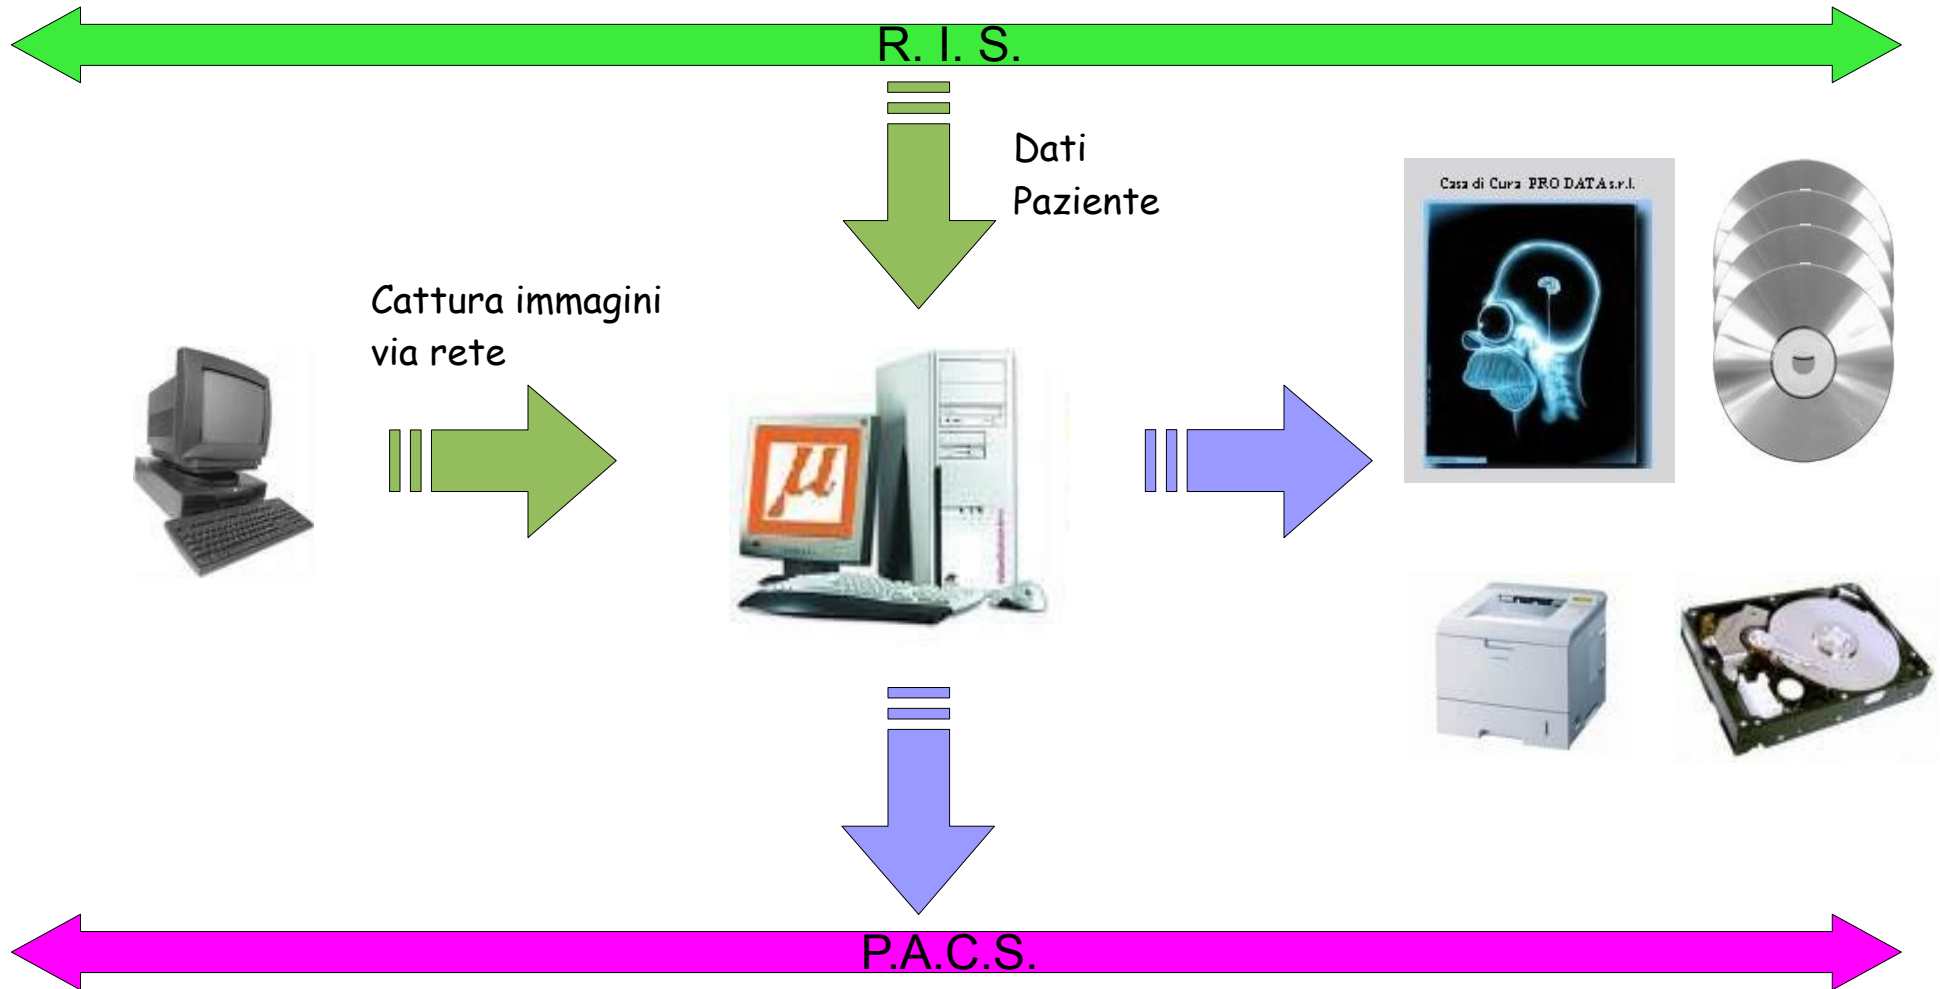 R. I. S.
Dati
Paziente
Casa di Cura PRO DATA s.r.l.
Cattura immagini
via rete
µ
P.A.C.S.